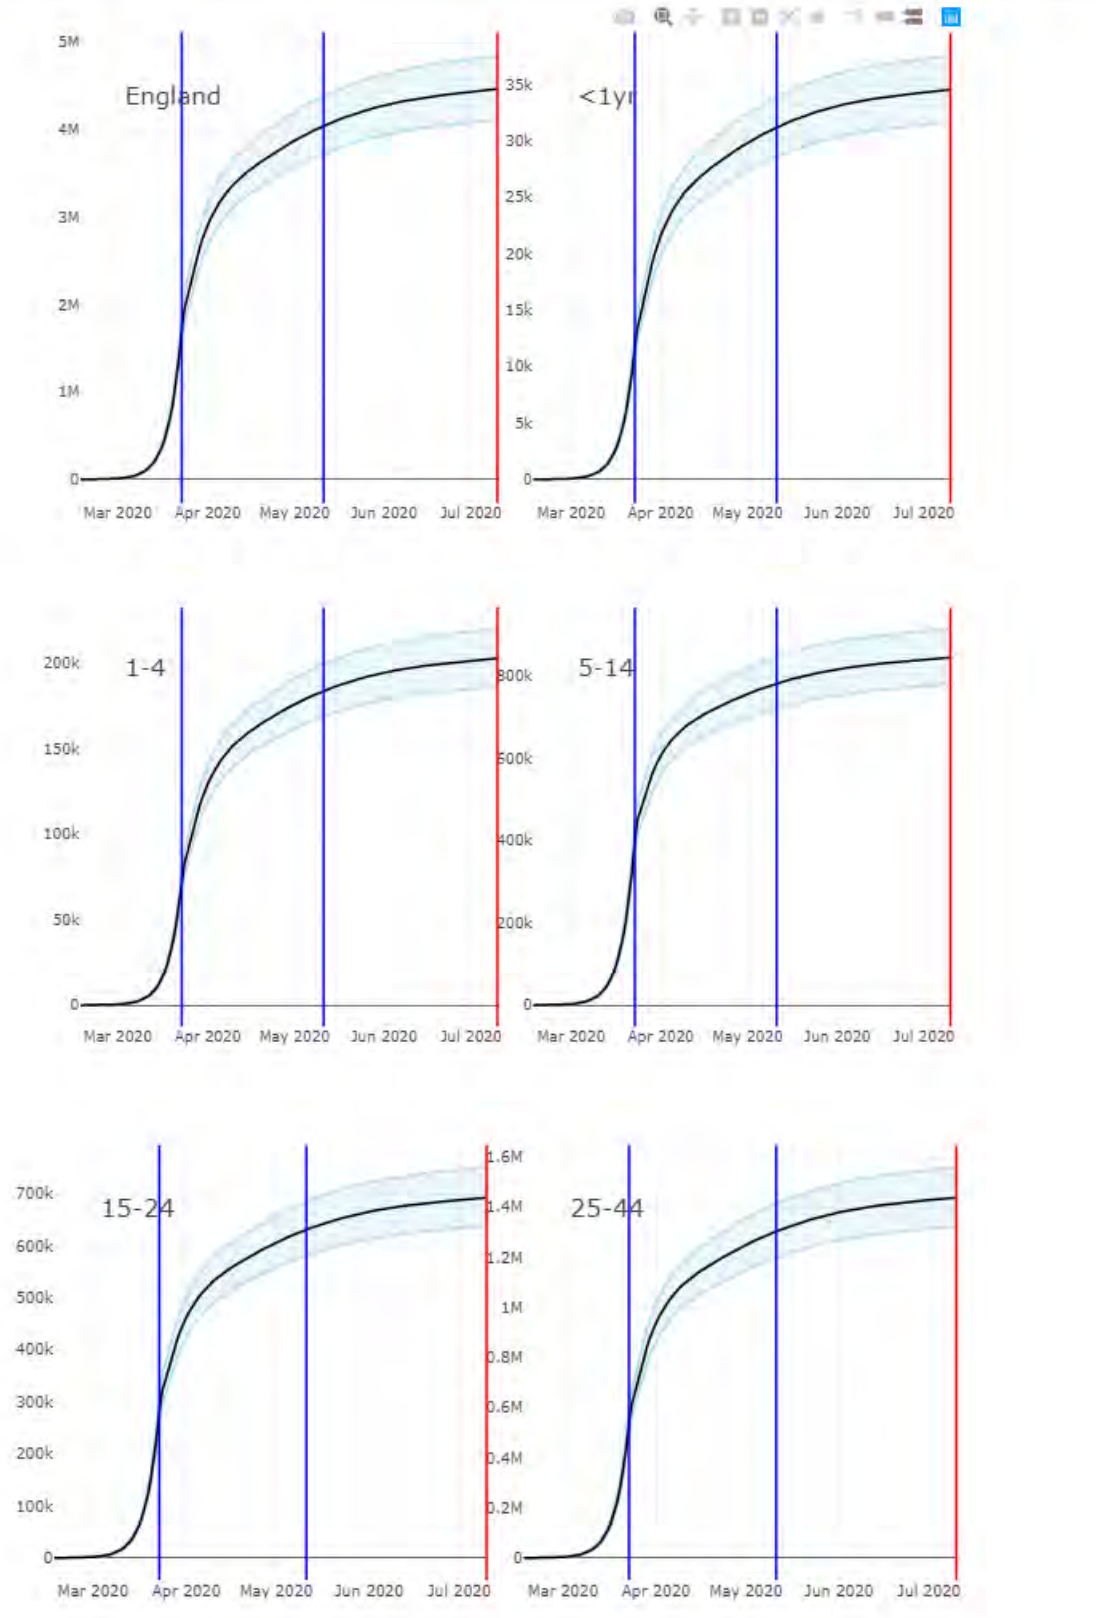 5M
England
4M
3M
2M
1M
0
Mar 2020 Apr 2020 May 2020 Jun 2020 Jul 2020
35k
<1yr
30k
25k
20k
15k
10k
5k
0
Mar 2020 Apr 2020 May 2020 Jun 2020 Jul 2020
200k
1-4
150k
100k
50k
0
Mar 2020 Apr 2020 May 2020 Jun 2020 Jul 2020
800k
5-14
600k
400k
200k
0
Mar 2020 Apr 2020 May 2020 Jun 2020 Jul 2020
700k
15-24
600k
500k
400k
300k
200k
100k
0
Mar 2020 Apr 2020 May 2020 Jun 2020 Jul 2020
1.6M
25-44
1.4M
1.2M
1M
0.8M
0.6M
0.4M
0.2M
0
Mar 2020 Apr 2020 May 2020 Jun 2020 Jul 2020